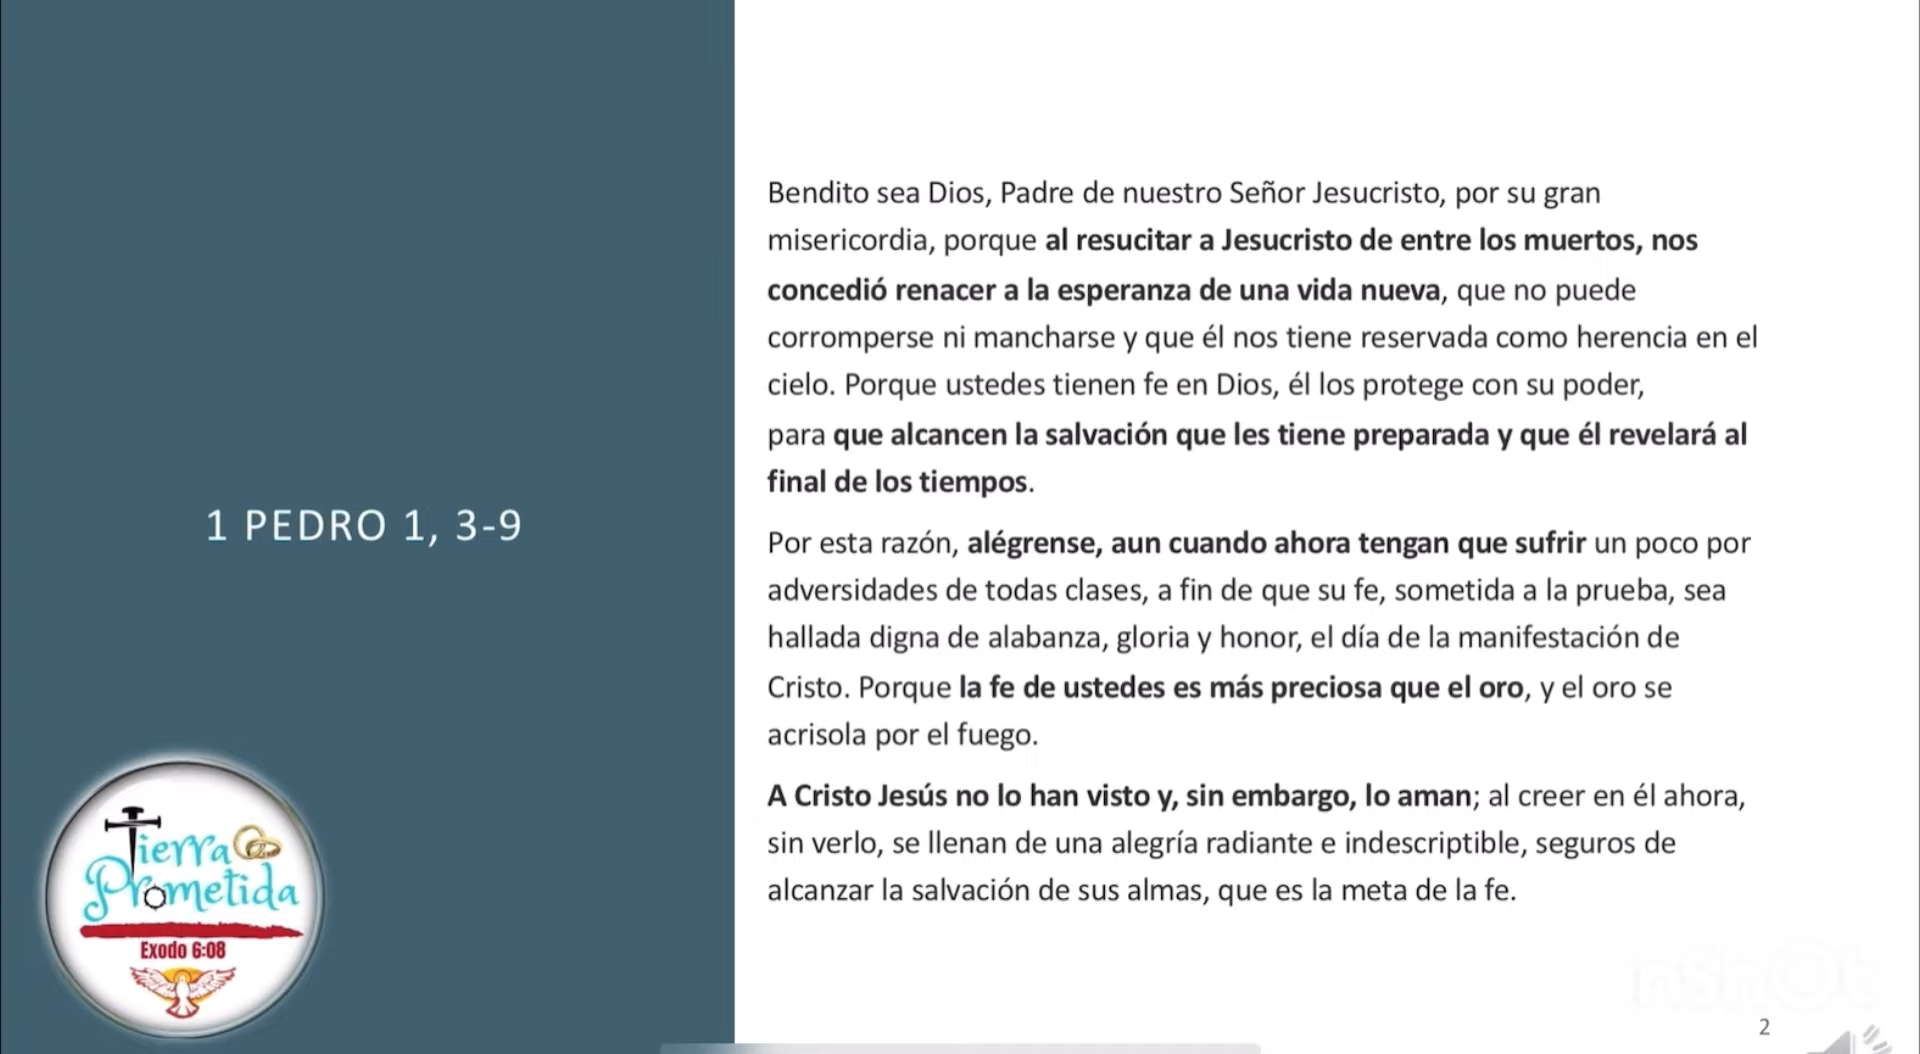 1 PEDRO 1, 3-9
Bendito sea Dios, Padre de nuestro Señor Jesucristo, por su gran
misericordia, porque al resucitar a Jesucristo de entre los muertos, nos
concedió renacer a la esperanza de una vida nueva, que no puede
corromperse ni mancharse y que él nos tiene reservada como herencia en el
cielo. Porque ustedes tienen fe en Dios, él los protege con su poder,
para que alcancen la salvación que les tiene preparada y que él revelará al
final de los tiempos.
Por esta razón, alégrense, aun cuando ahora tengan que sufrir un poco por
adversidades de todas clases, a fin de que su fe, sometida a la prueba, sea
hallada digna de alabanza, gloria y honor, el día de la manifestación de
Cristo. Porque la fe de ustedes es más preciosa que el oro, y el oro se
acrisola por el fuego.
A Cristo Jesús no lo han visto y, sin embargo, lo aman; al creer en él ahora,
sin verlo, se llenan de una alegría radiante e indescriptible, seguros de
alcanzar la salvación de sus almas, que es la meta de la fe.
Tierra
Prometida
Exodo 6:08
InShOt
2